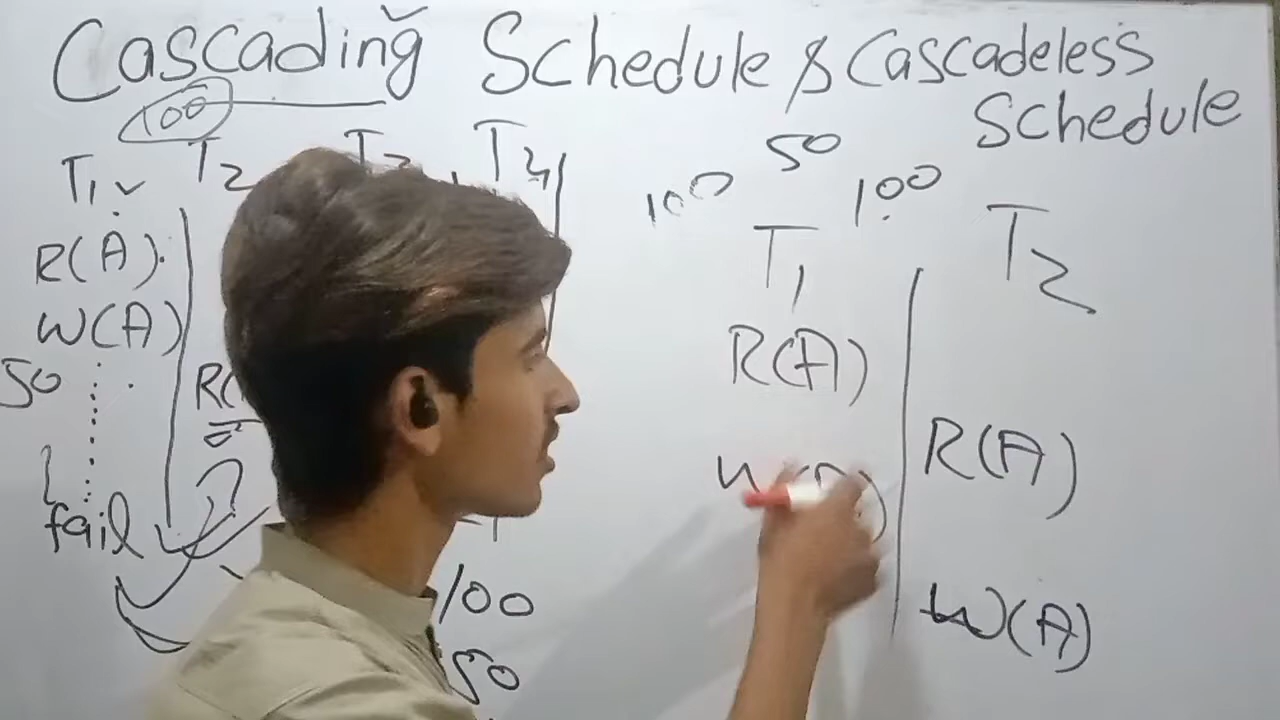 Cascading Schedule & Cascadeless
Schedule
100
T1 T2 T4
R(A)
W(A)
50
fail
100
50
50
100 100
T1 T2
R(A)
R(A)
W(A)